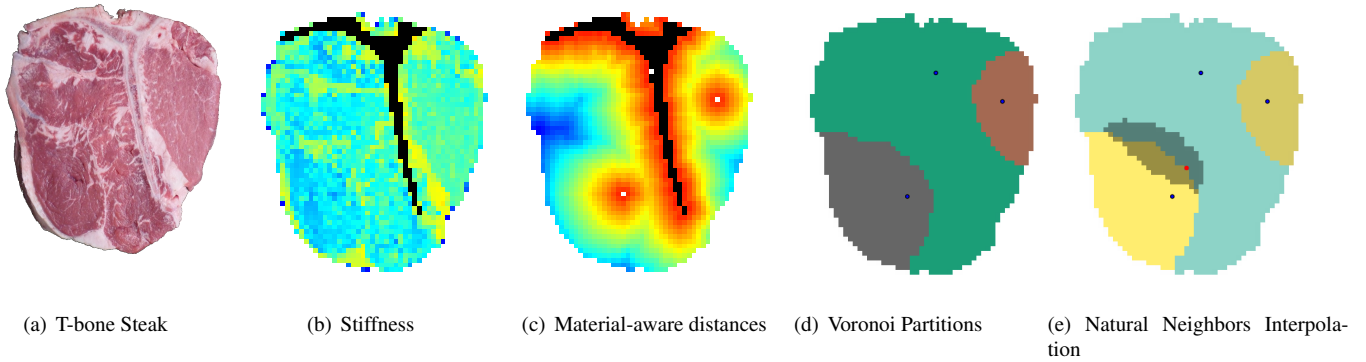 (a) T-bone Steak
(b) Stiffness
(c) Material-aware distances
(d) Voronoi Partitions
(e) Natural Neighbors Interpola-
tion